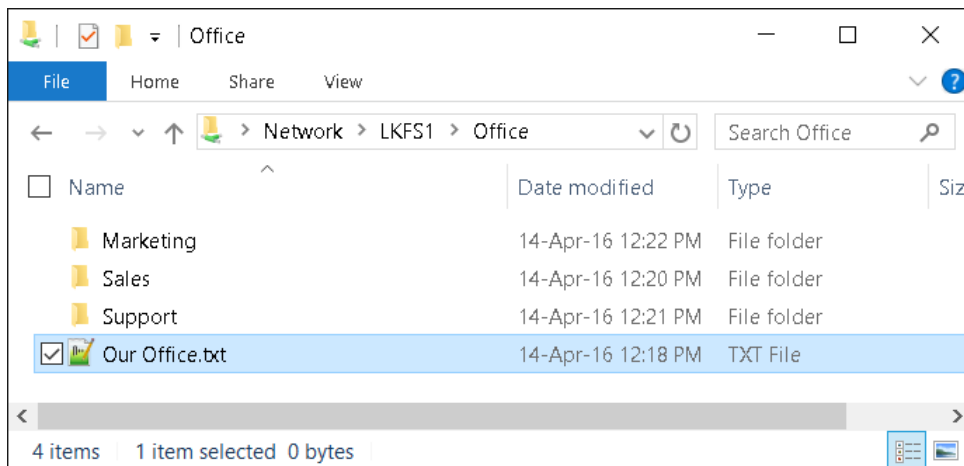 Office
File Home Share View ?
Network > LKFS1 > Office Search Office
Name Date modified Type Siz
Marketing 14-Apr-16 12:22 PM File folder
Sales 14-Apr-16 12:20 PM File folder
Support 14-Apr-16 12:21 PM File folder
Our Office.txt 14-Apr-16 12:18 PM TXT File
4 items 1 item selected 0 bytes